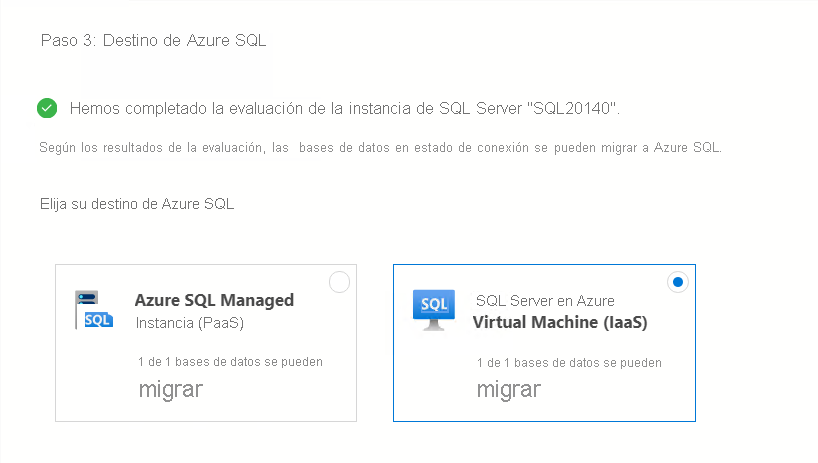 Paso 3: Destino de Azure SQL
Hemos completado la evaluación de la instancia de SQL Server "SQL20140".
Según los resultados de la evaluación, las bases de datos en estado de conexión se pueden migrar a Azure SQL.
Elija su destino de Azure SQL
SQL
Azure SQL Managed
Instancia (PaaS)
1 de 1 bases de datos se pueden
migrar
SQL
SQL Server en Azure
Virtual Machine (IaaS)
1 de 1 bases de datos se pueden
migrar